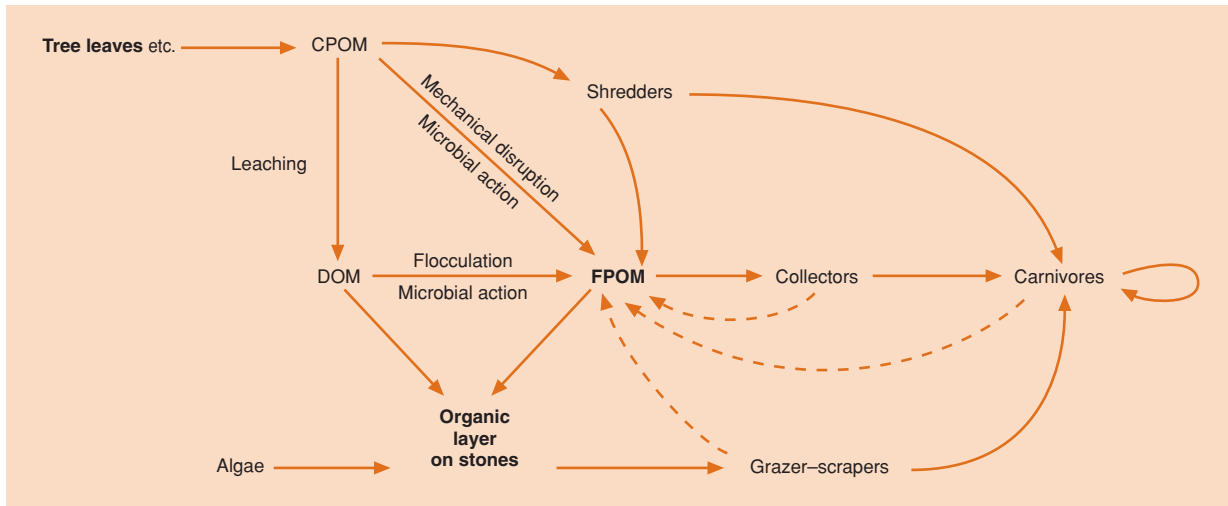 Tree leaves etc.
CPOM
Shredders
Mechanical disruption
Microbial action
Leaching
DOM
Flocculation
Microbial action
FPOM
Collectors
Carnivores
Organic
layer
on stones
Algae
Grazer–scrapers